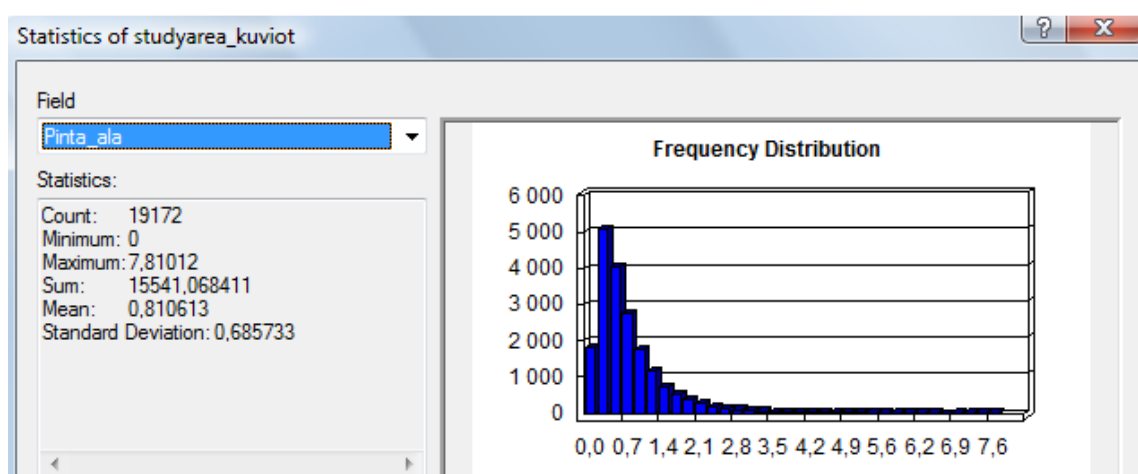 Statistics of studyarea_kuviot
Field
Pinta_ala
Statistics:
Count: 19172
Minimum: 0
Maximum: 7,81012
Sum: 15541,068411
Mean: 0,810613
Standard Deviation: 0,685733
Frequency Distribution
6 000
5 000
4 000
3 000
2 000
1 000
0
0,0 0,7 1,4 2,1 2,8 3,5 4,2 4,9 5,6 6,2 6,9 7,6